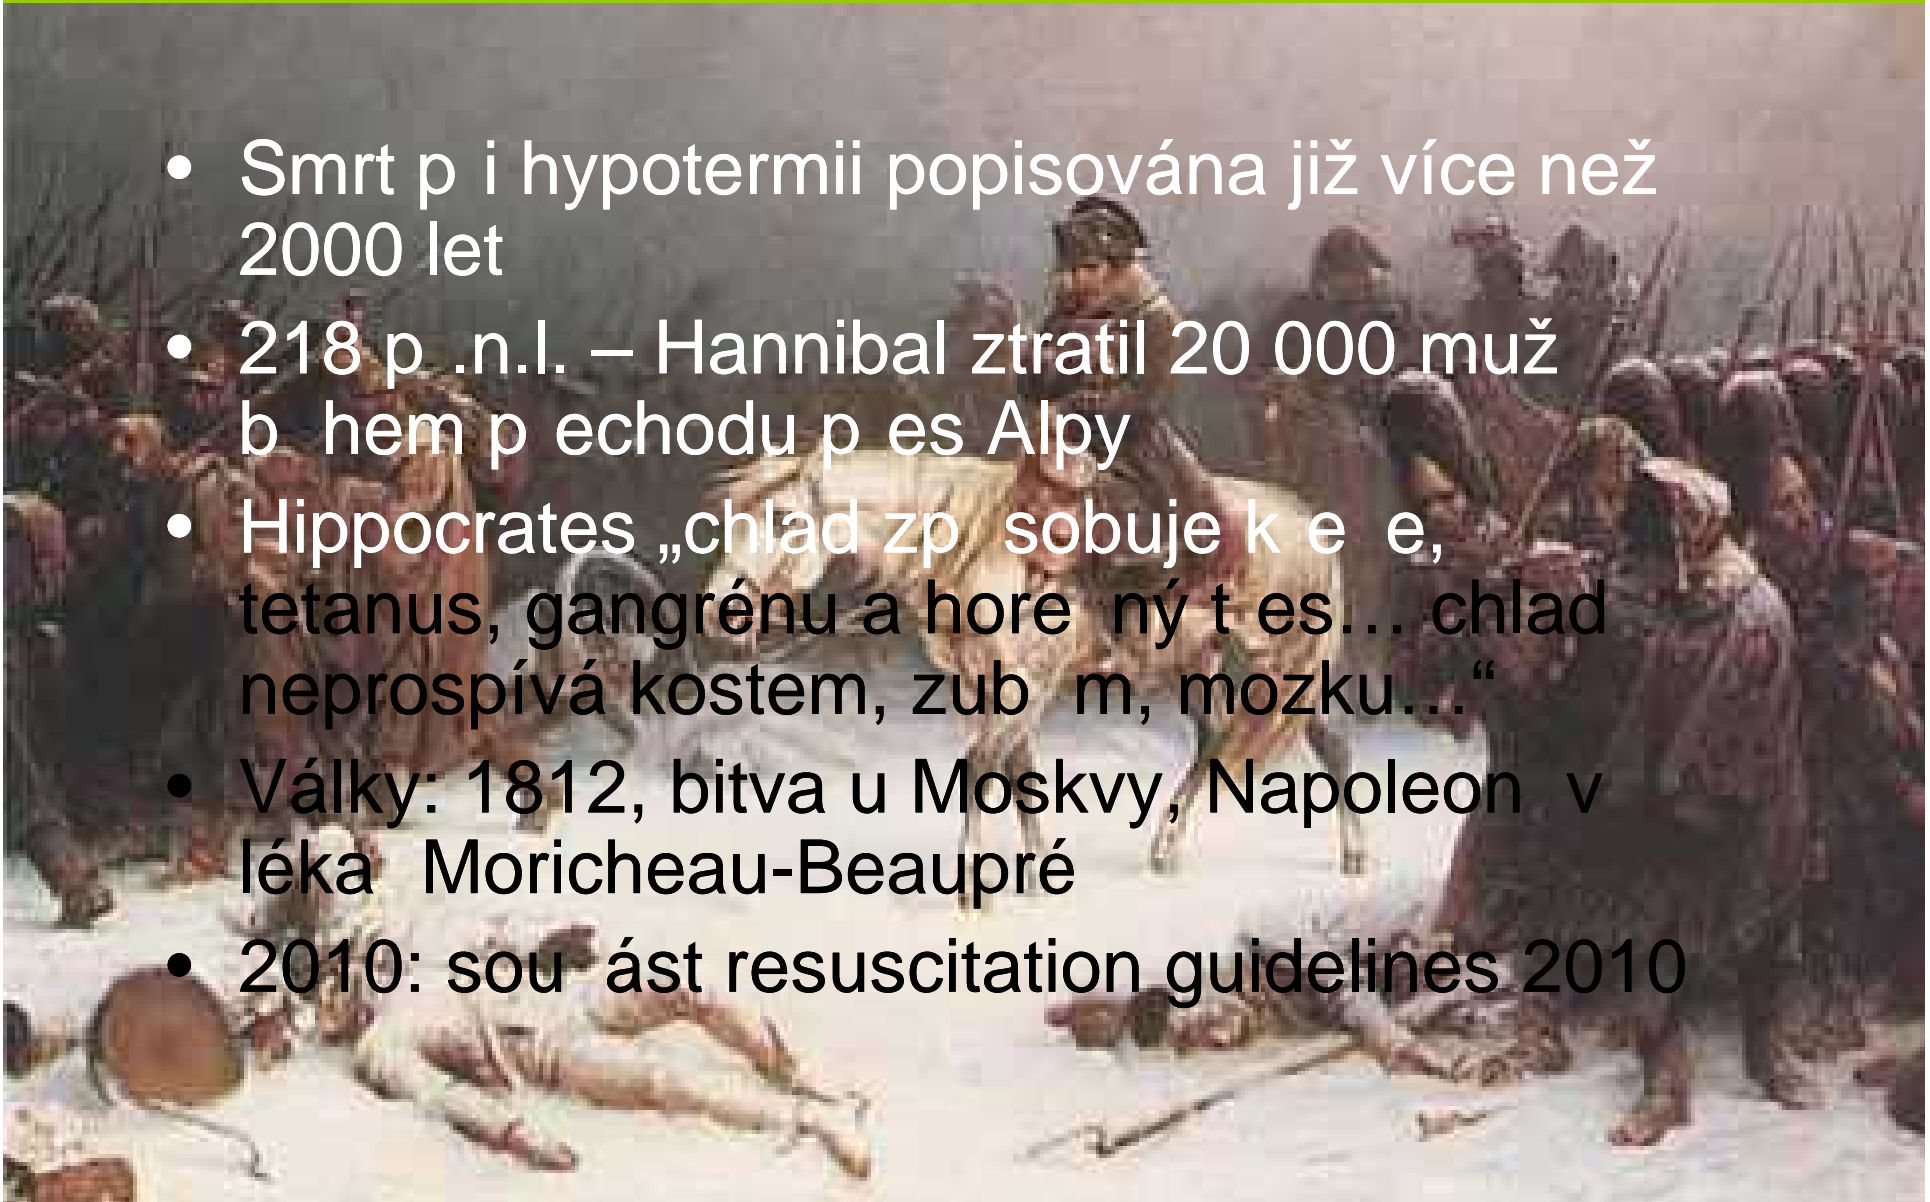 • Smrt p i hypotermii popisována již více než
2000 let
• 218 p .n.l. – Hannibal ztratil 20 000 muž
b hem p echodu p es Alpy
• Hippocrates „chlad zp sobuje k e e,
tetanus, gangrénu a hore ný t es… chlad
neprospívá kostem, zub m, mozku…“
• Války: 1812, bitva u Moskvy, Napoleon v
léka Moricheau-Beaupré
• 2010: sou ást resuscitation guidelines 2010